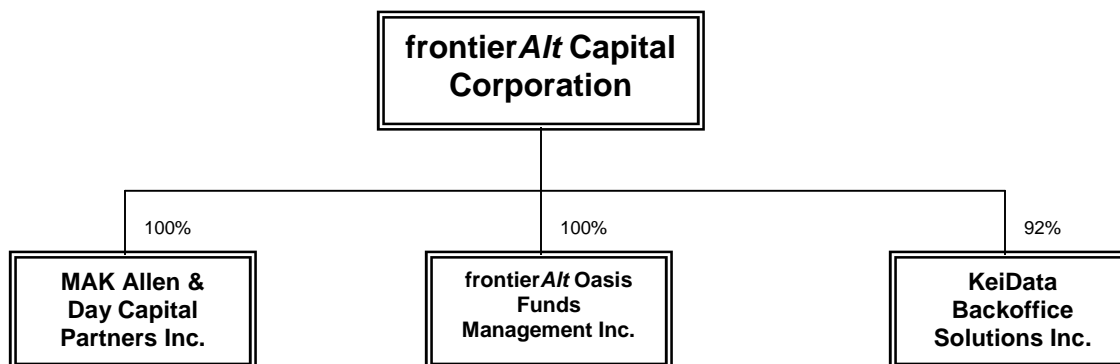 frontierAlt Capital
Corporation
100%
100%
92%
MAK Allen &
Day Capital
Partners Inc.
frontierAlt Oasis
Funds
Management Inc.
KeiData
Backoffice
Solutions Inc.